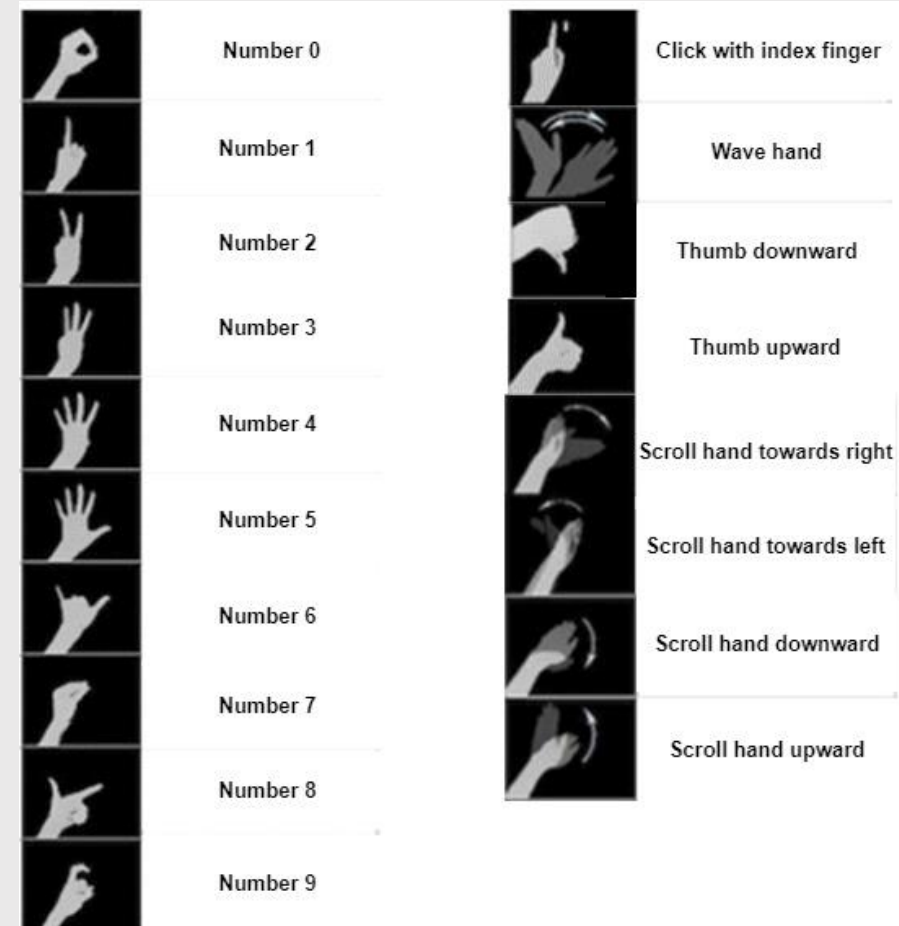 Number 0
Number 1
Number 2
Number 3
Number 4
Number 5
Number 6
Number 7
Number 8
Number 9
Click with index finger
Wave hand
Thumb downward
Thumb upward
Scroll hand towards right
Scroll hand towards left
Scroll hand downward
Scroll hand upward